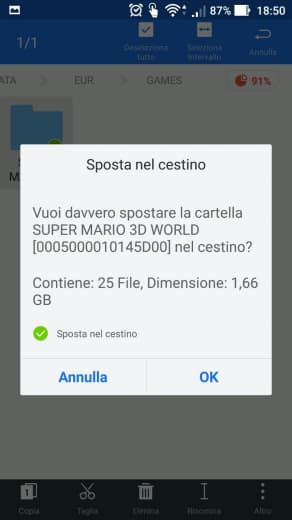 87% 18:50
1/1
Deseleziona tutto
Seleziona intervallo
Annulla
ATA > EUR > GAMES
91%
S
M
Sposta nel cestino
Vuoi davvero spostare la cartella
SUPER MARIO 3D WORLD
[0005000010145D00] nel cestino?
Contiene: 25 File, Dimensione: 1,66
GB
Sposta nel cestino
Annulla OK
1
Copia Taglia Elimina Rinomina Altro